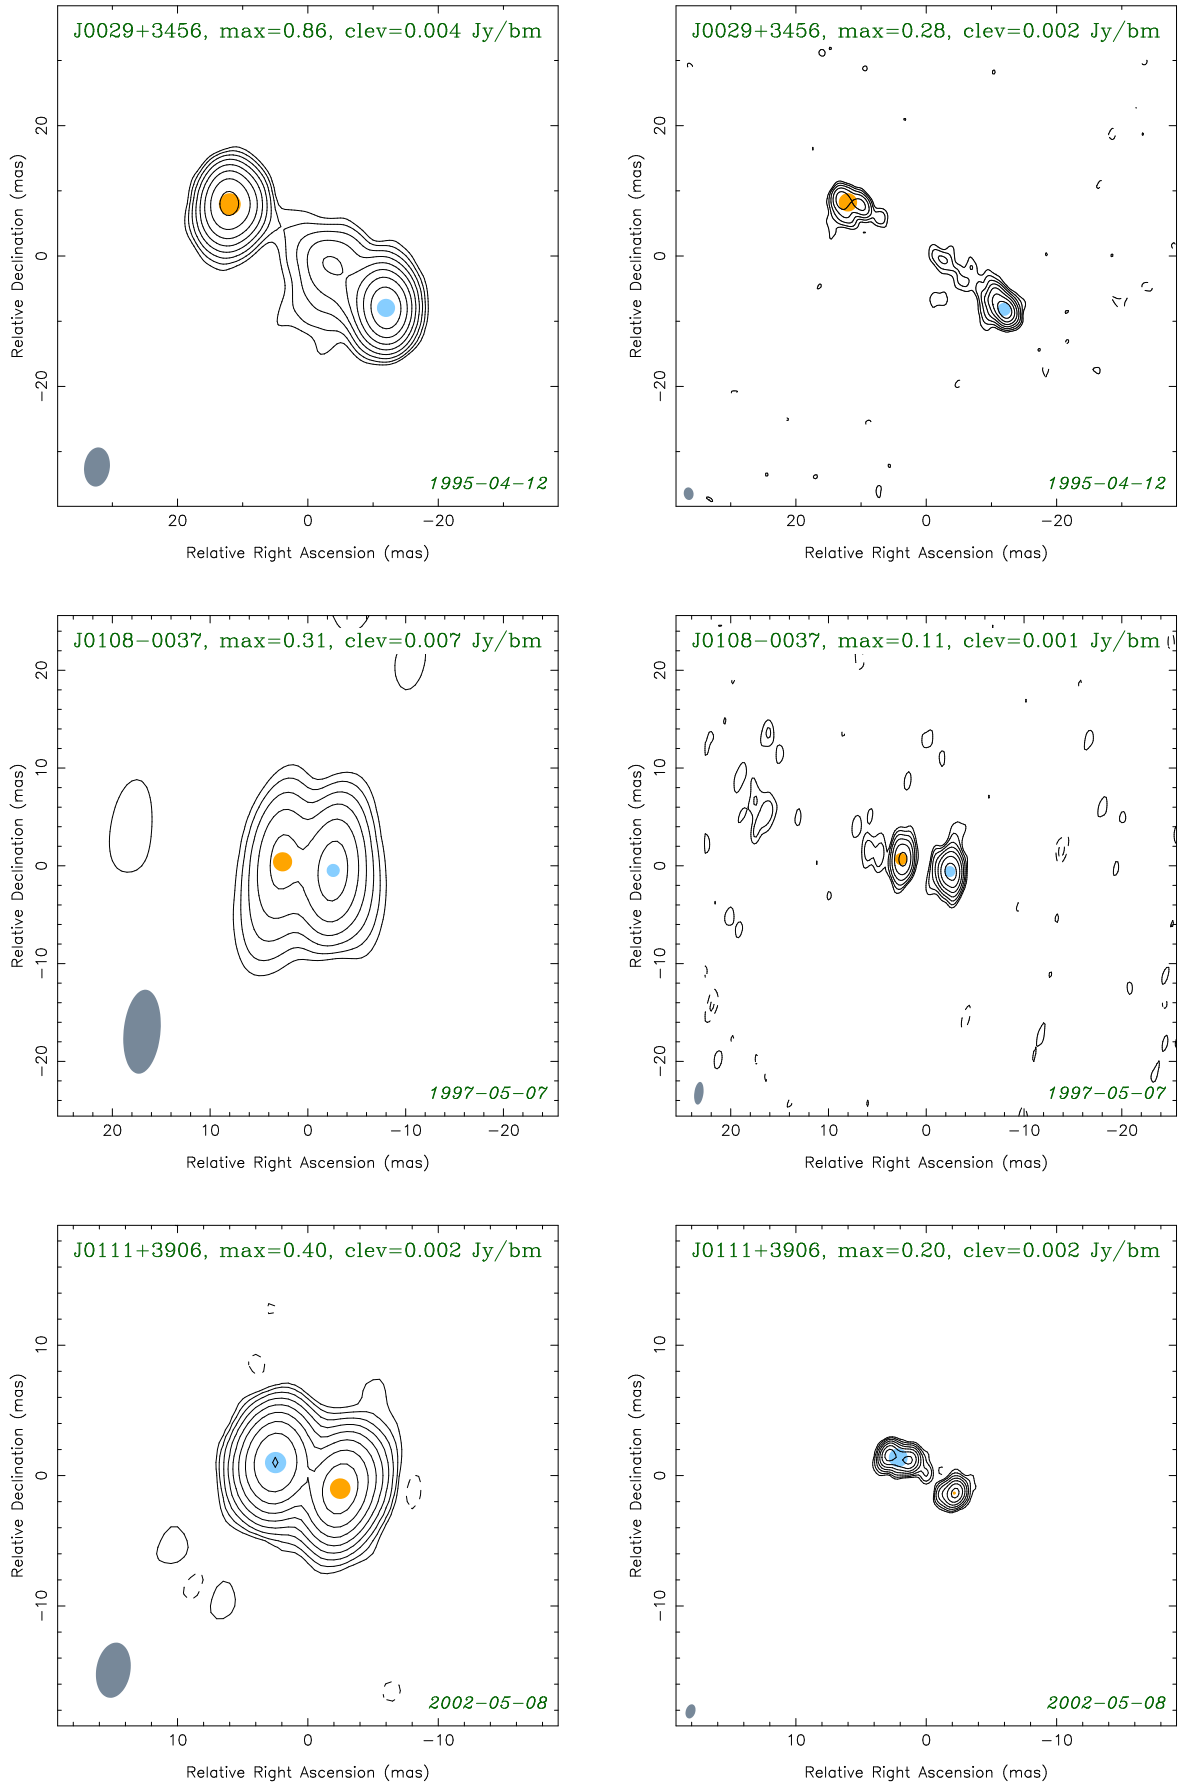 J0029+3456, max=0.86, clev=0.004 Jy/bm
Relative Declination (mas)
20
0
−20
1995−04−12
20 0 −20
Relative Right Ascension (mas)
J0029+3456, max=0.28, clev=0.002 Jy/bm
Relative Declination (mas)
20
0
−20
1995−04−12
20 0 −20
Relative Right Ascension (mas)
J0108−0037, max=0.31, clev=0.007 Jy/bm
Relative Declination (mas)
20
10
0
−10
−20
1997−05−07
20 10 0 −10 −20
Relative Right Ascension (mas)
J0108−0037, max=0.11, clev=0.001 Jy/bm
Relative Declination (mas)
20
10
0
−10
−20
1997−05−07
20 10 0 −10 −20
Relative Right Ascension (mas)
J0111+3906, max=0.40, clev=0.002 Jy/bm
Relative Declination (mas)
10
0
−10
2002−05−08
10 0 −10
Relative Right Ascension (mas)
J0111+3906, max=0.20, clev=0.002 Jy/bm
Relative Declination (mas)
10
0
−10
2002−05−08
10 0 −10
Relative Right Ascension (mas)